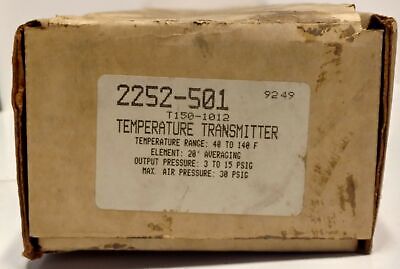 2252-501 9249
T150-1012
TEMPERATURE TRANSMITTER
TEMPERATURE RANGE: 40 TO 140 F
ELEMENT: 20' AVERAGING
OUTPUT PRESSURE: 3 TO 15 PSIG
MAX. AIR PRESSURE: 30 PSIG